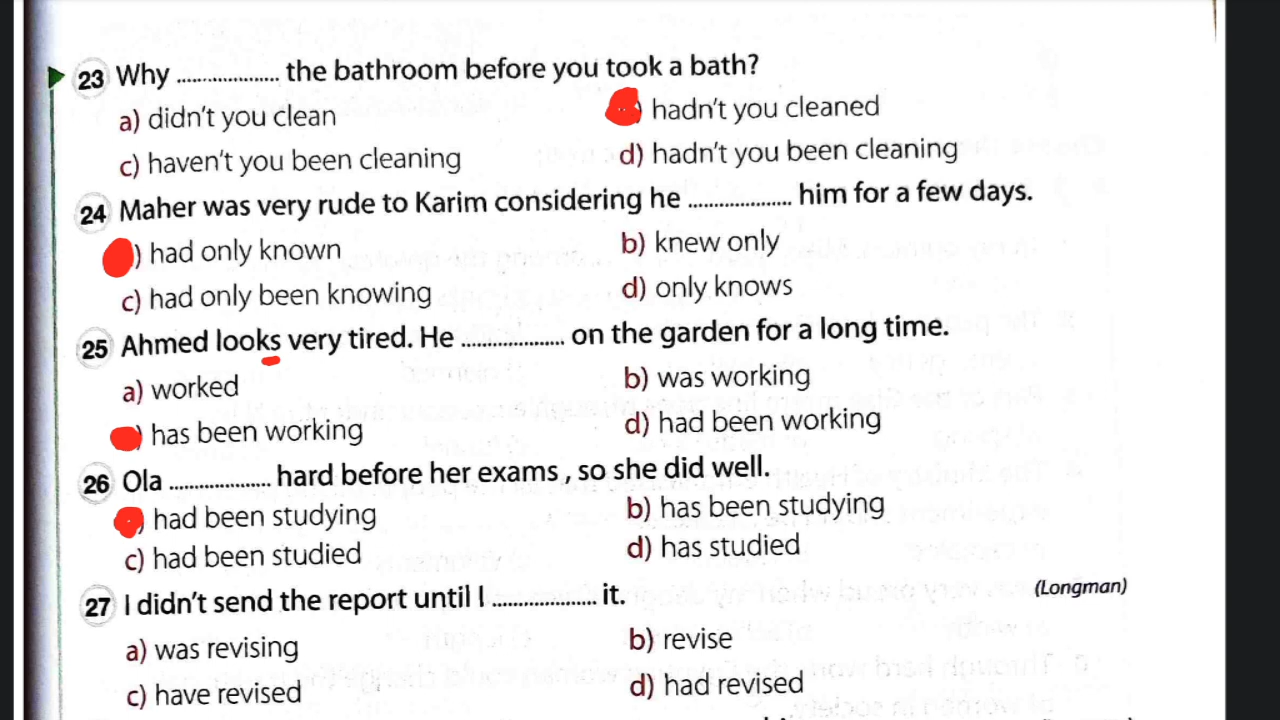 23 Why .................... the bathroom before you took a bath?
a) didn't you clean
) hadn't you cleaned
c) haven't you been cleaning
d) hadn't you been cleaning
24 Maher was very rude to Karim considering he .................... him for a few days.
) had only known
b) knew only
c) had only been knowing
d) only knows
25 Ahmed looks very tired. He .................... on the garden for a long time.
a) worked
b) was working
) has been working
d) had been working
26 Ola .................... hard before her exams, so she did well.
had been studying
b) has been studying
c) had been studied
d) has studied
27 I didn't send the report until I .................... it.
(Longman)
a) was revising
b) revise
c) have revised
d) had revised